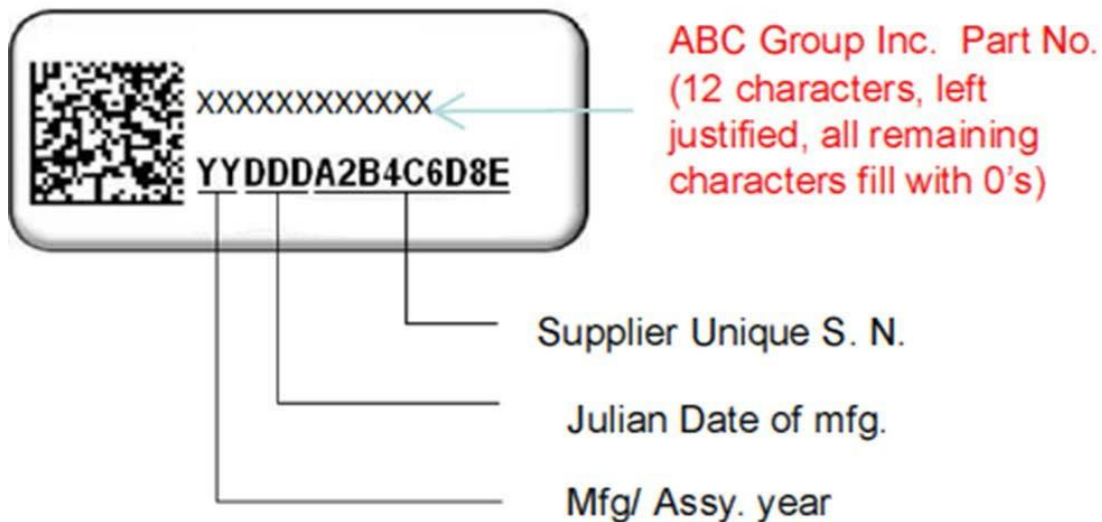 XXXXXXXXXXXX
YYDDDA2B4C6D8E
ABC Group Inc.  Part No.
(12 characters, left
justified, all remaining
characters fill with 0's)
Supplier Unique S. N.
Julian Date of mfg.
Mfg/ Assy. year